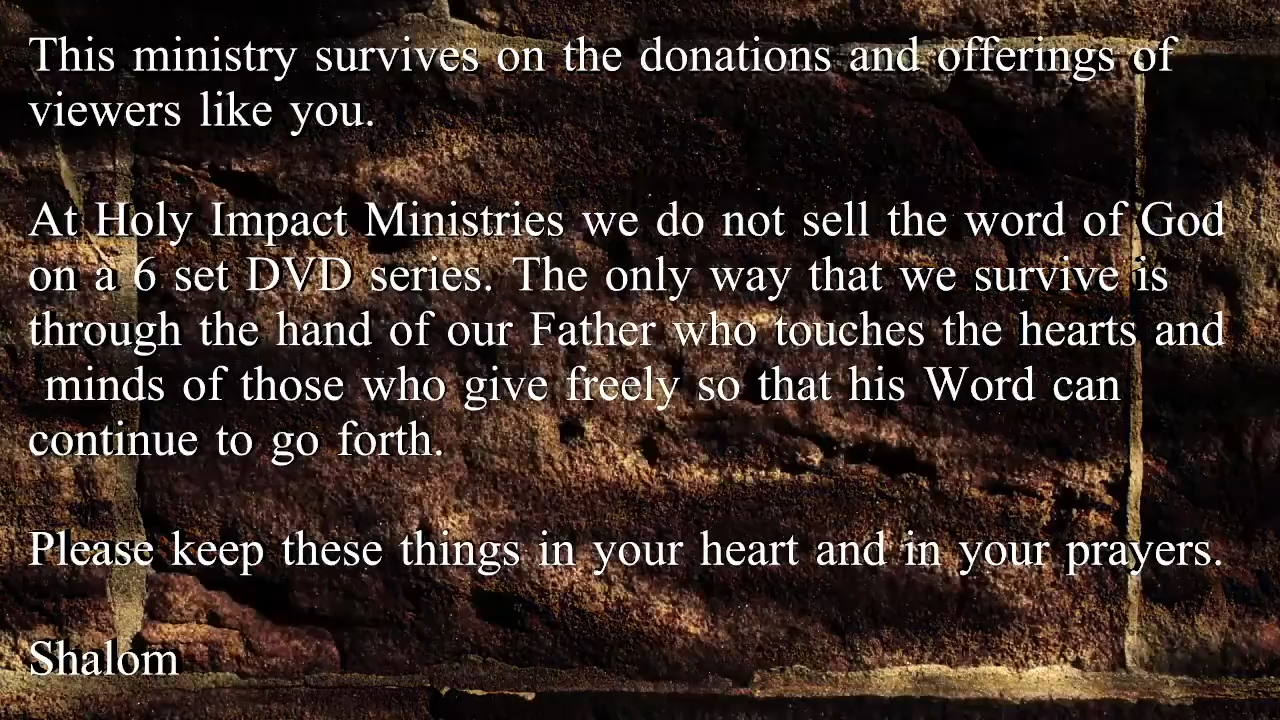 This ministry survives on the donations and offerings of
viewers like you.
At Holy Impact Ministries we do not sell the word of God
on a 6 set DVD series. The only way that we survive is
through the hand of our Father who touches the hearts and
minds of those who give freely so that his Word can
continue to go forth.
Please keep these things in your heart and in your prayers.
Shalom